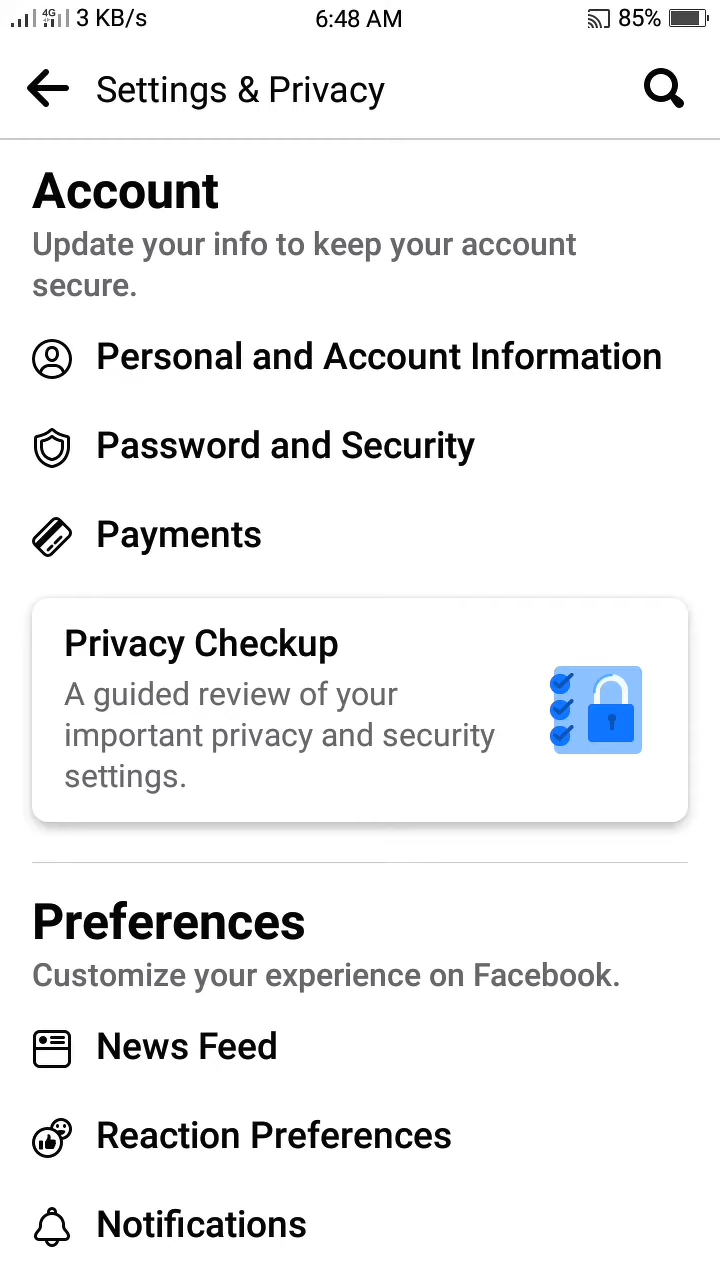 4G 3 KB/s 6:48 AM 85%
Settings & Privacy
Account
Update your info to keep your account
secure.
Personal and Account Information
Password and Security
Payments
Privacy Checkup
A guided review of your
important privacy and security
settings.
Preferences
Customize your experience on Facebook.
News Feed
Reaction Preferences
Notifications